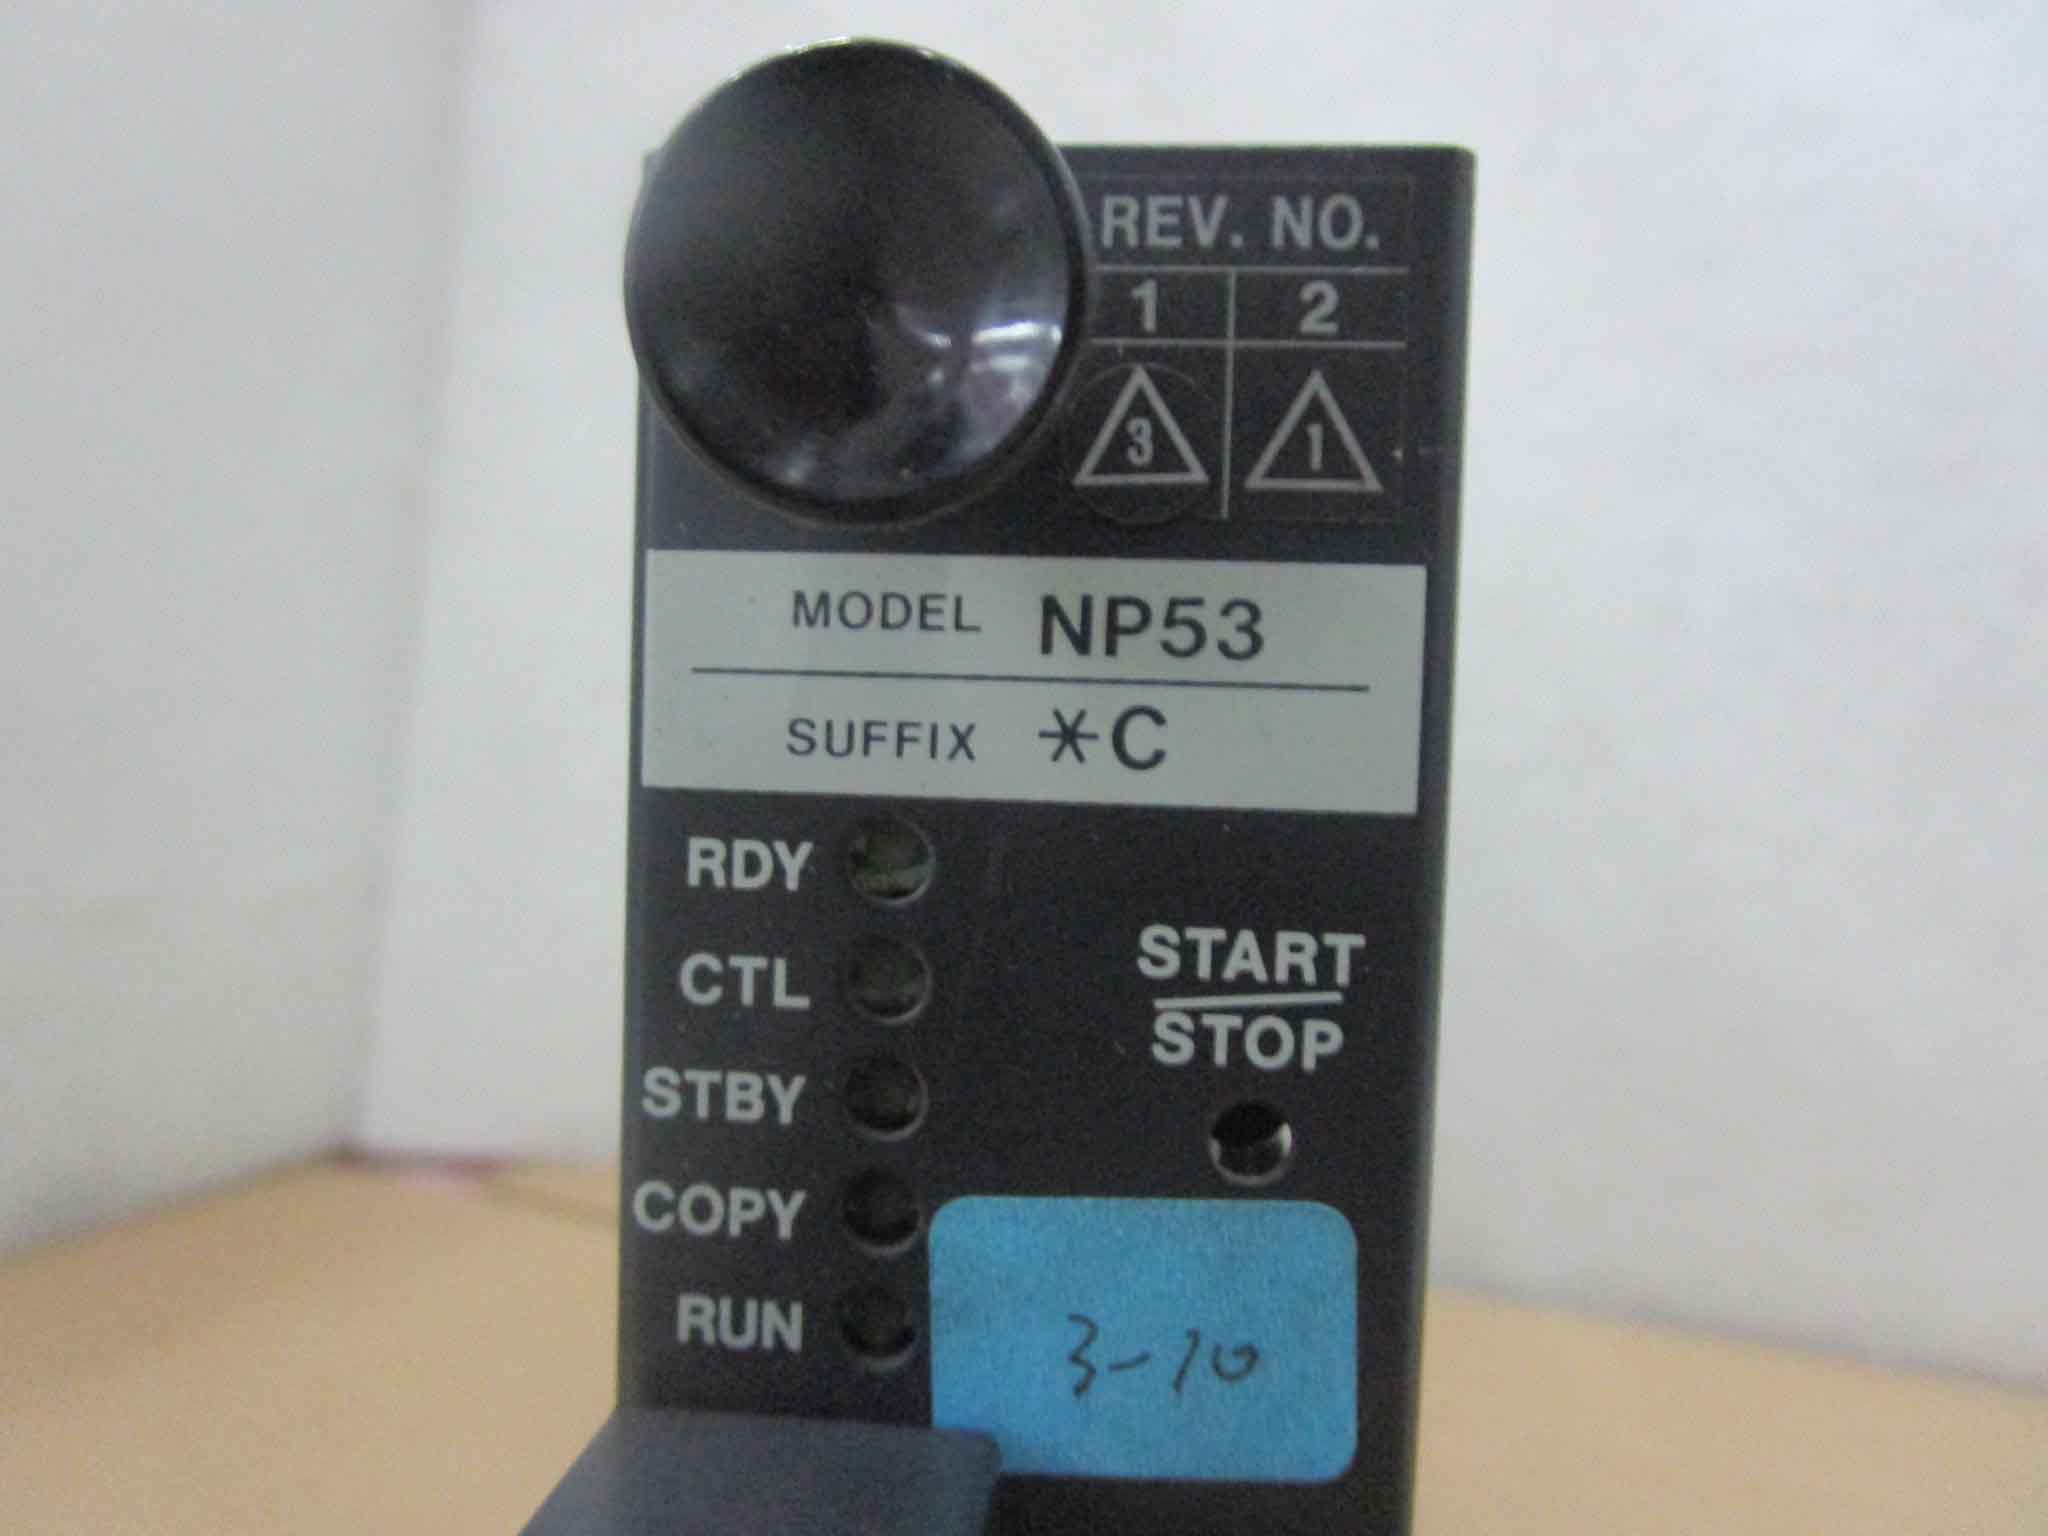 REV. NO.
1 2
3 1
MODEL NP53
SUFFIX *C
RDY
CTL
START
STOP
STBY
COPY
RUN
3-10